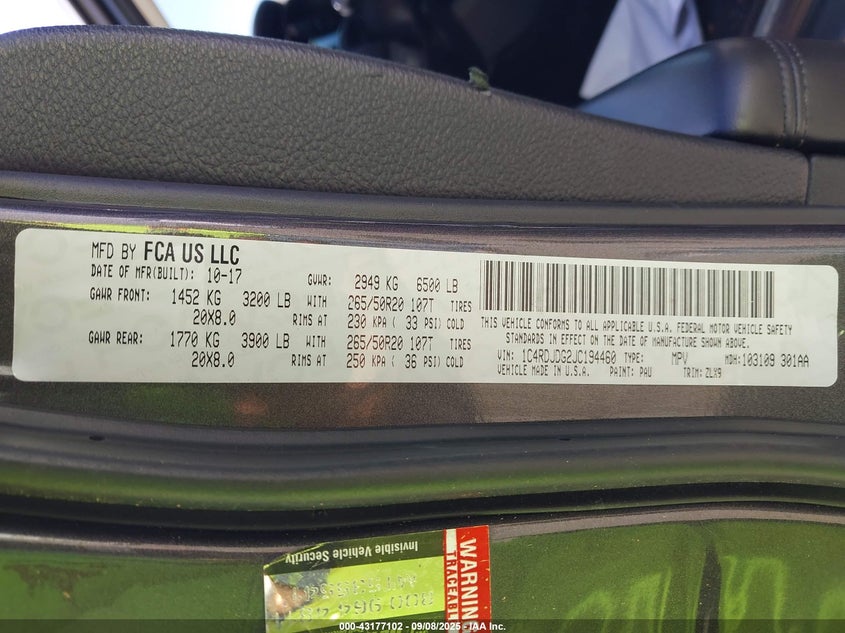 MFD BY FCA US LLC
DATE OF MFR(BUILT): 10-17 GVWR: 2949 KG 6500 LB
GAWR FRONT: 1452 KG 3200 LB WITH 265/50R20 107T TIRES
20X8.0 RIMS AT 230 KPA ( 33 PSI) COLD
GAWR REAR: 1770 KG 3900 LB WITH 265/50R20 107T TIRES
20X8.0 RIMS AT 250 KPA ( 36 PSI) COLD
THIS VEHICLE CONFORMS TO ALL APPLICABLE U.S.A. FEDERAL MOTOR VEHICLE SAFETY
STANDARDS IN EFFECT ON THE DATE OF MANUFACTURE SHOWN ABOVE.
VIN: 1C4RDJDG2JC194460 TYPE: MPV MDH: 103109 301AA
VEHICLE MADE IN U.S.A. PAINT: PAU TRIM: ZLX9
Invisible Vehicle Security
WARNING
TRACEABLE
000-43177102 - 09/08/2025 - IAA Inc.